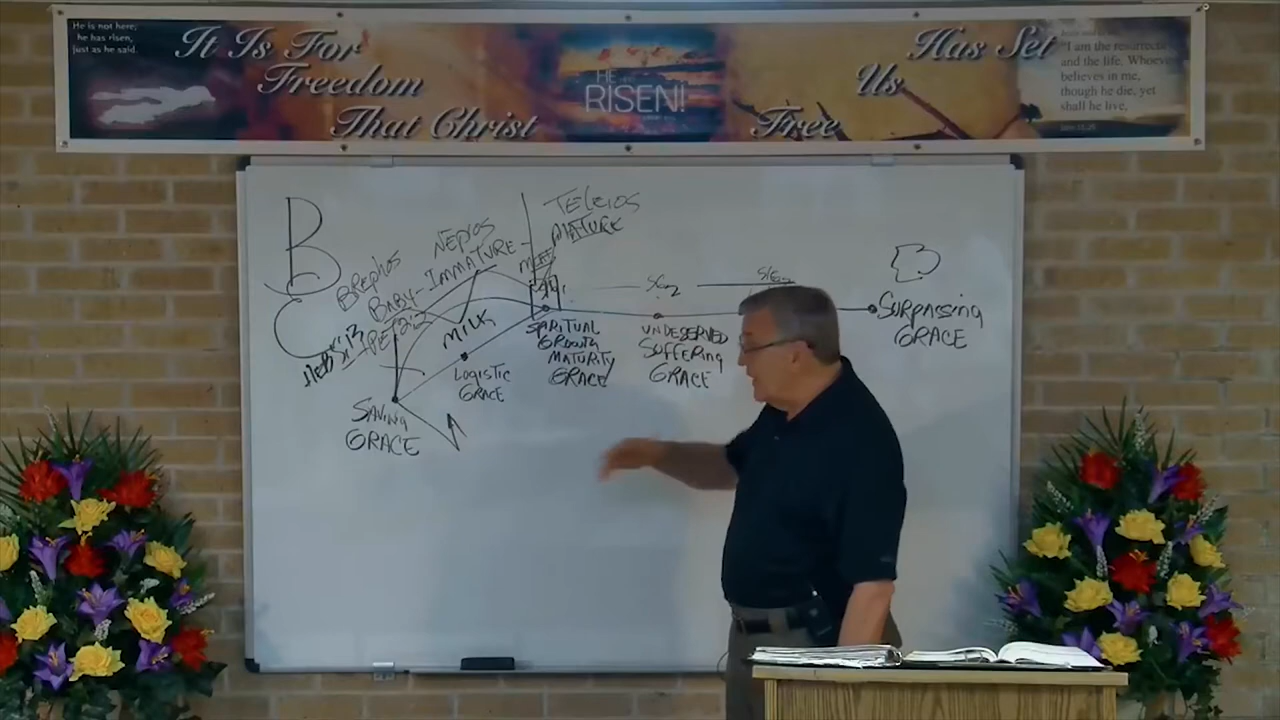 He is not here;
he has risen,
just as he said.
It Is For
Freedom
That Christ
HE
RISEN!
Has Set
Us
Free
"I am the resurrecti
and the life. Whoev
believes in me,
though he die, yet
shall he live.
B
C
BREPHOS
BABY-
NEPIOS
IMMATURE
TELEIOS
MATURE
MILK
SAVING
GRACE
LOGISTIC
GRACE
SPIRITUAL
GROWTH
MATURITY
GRACE
UNDESERVED
SUFFERING
GRACE
SURPASSING
GRACE